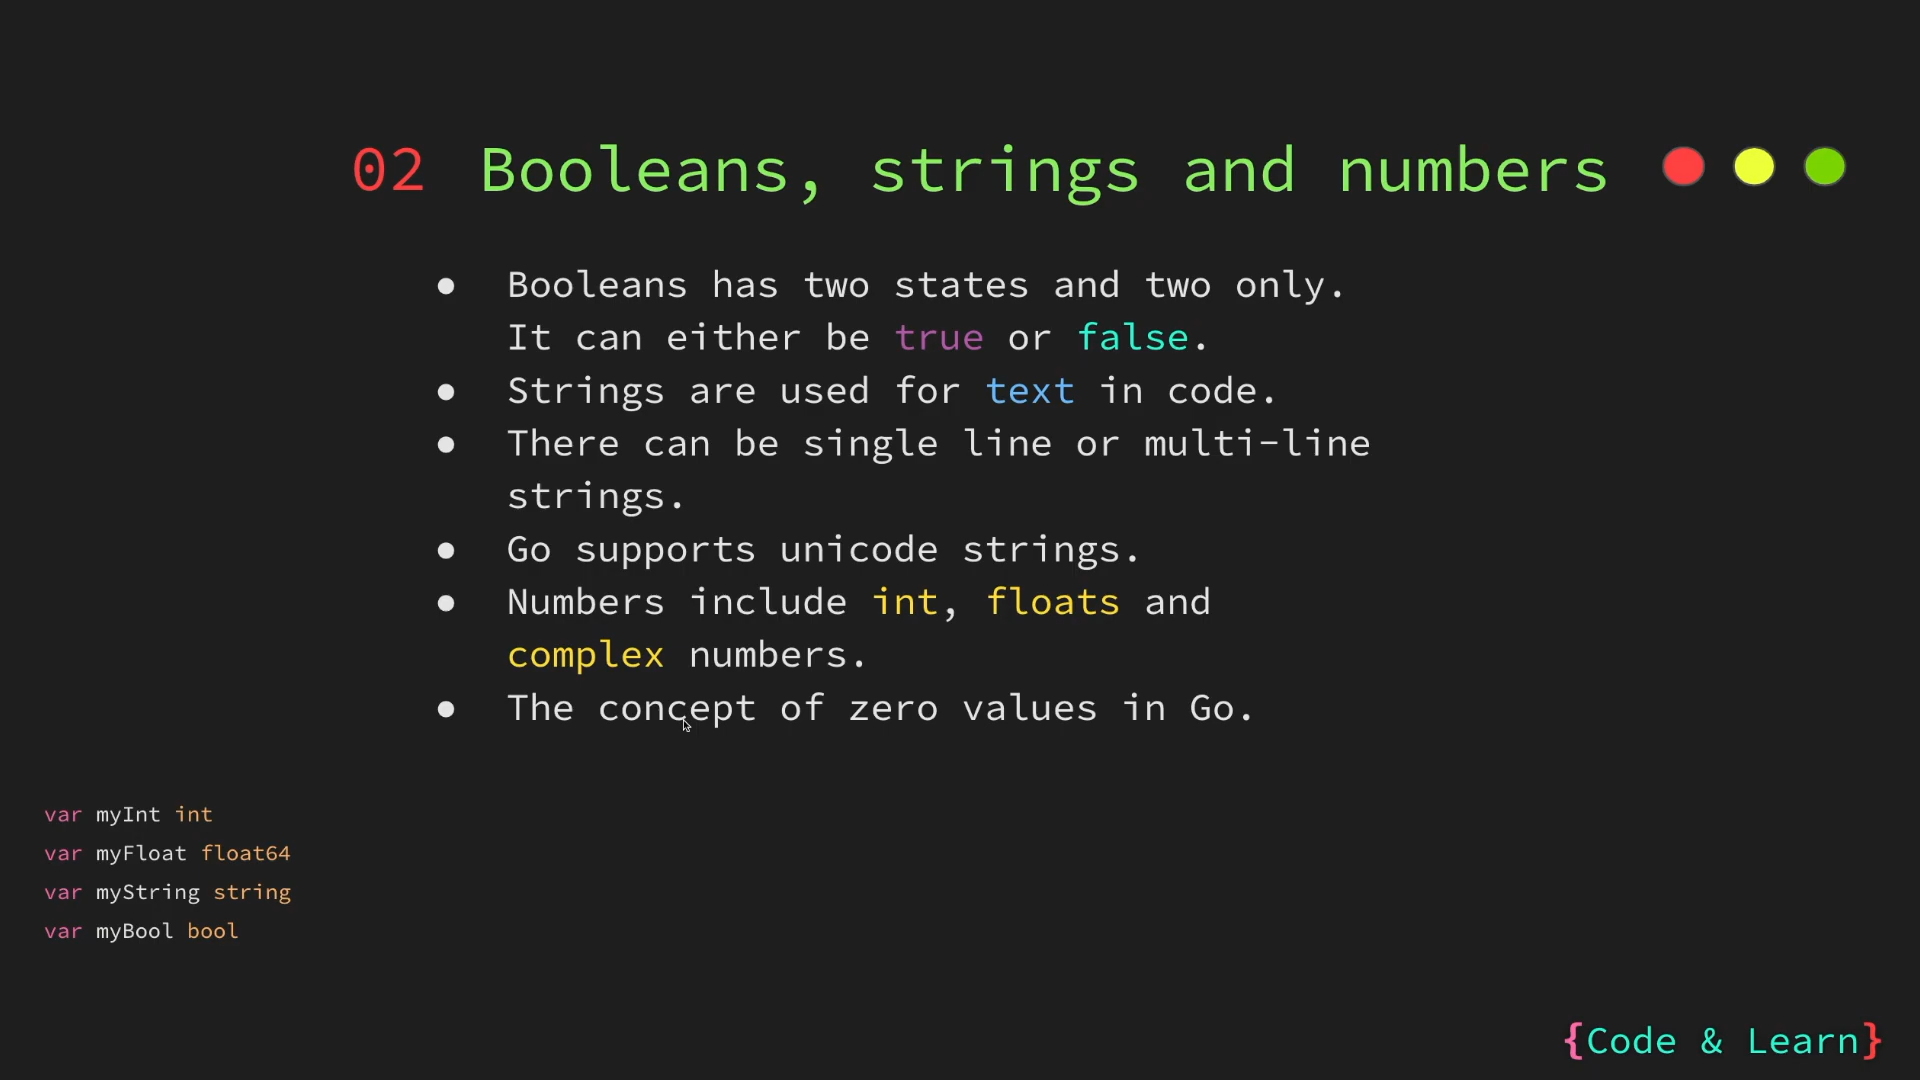 02 Booleans, strings and numbers
● Booleans has two states and two only.
It can either be true or false.
● Strings are used for text in code.
● There can be single line or multi-line
strings.
● Go supports unicode strings.
● Numbers include int, floats and
complex numbers.
● The concept of zero values in Go.
var myInt int
var myFloat float64
var myString string
var myBool bool
{Code & Learn}